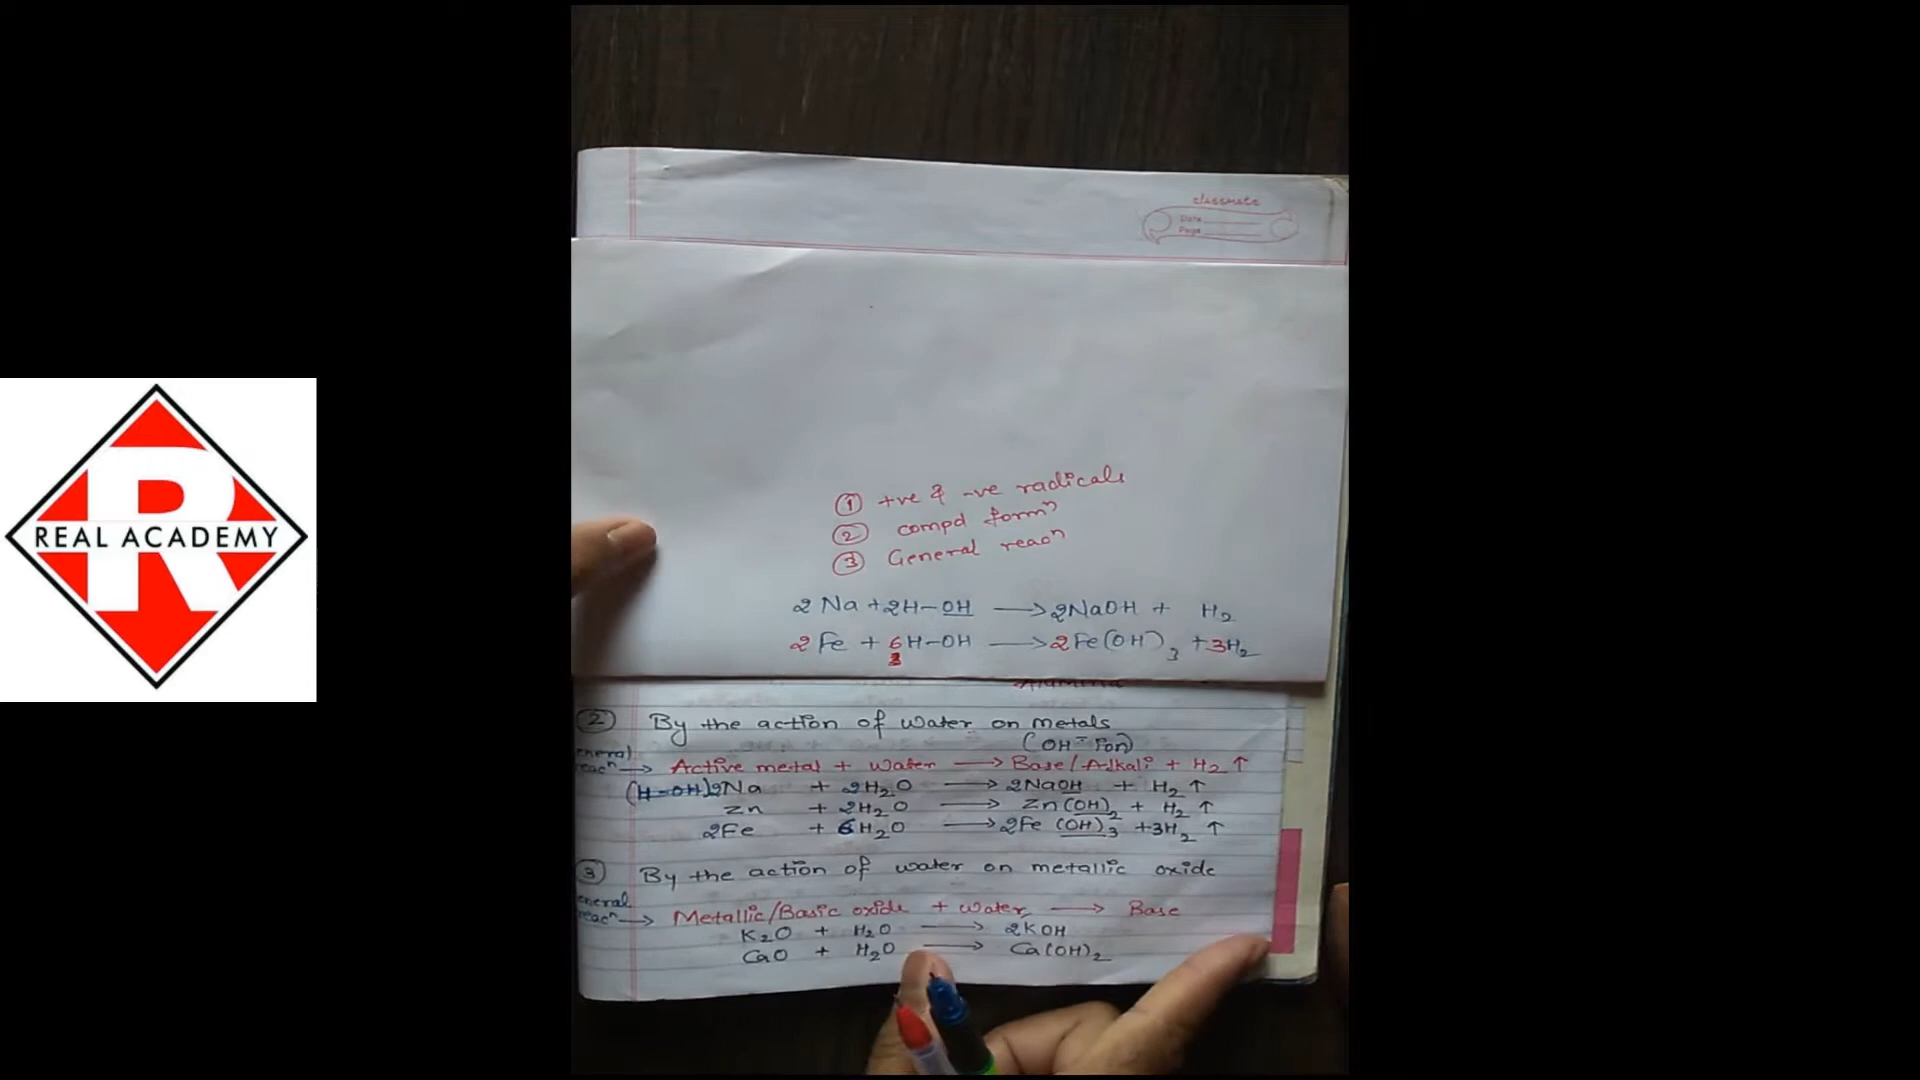 REAL ACADEMY
classmate
Date
Page
① +ve & -ve radicals
② compd formⁿ
③ General reacⁿ
2Na + 2H-OH → 2NaOH + H₂
2Fe + 6H-OH → 2Fe(OH)₃ + 3H₂
② By the action of water on metals
(OH⁻ ion)
reacⁿ → Active metal + water → Base/Alkali + H₂ ↑
(H-OH) 2Na + 2H₂O → 2NaOH + H₂ ↑
Zn + 2H₂O → Zn(OH)₂ + H₂ ↑
2Fe + 6H₂O → 2Fe(OH)₃ + 3H₂ ↑
③ By the action of water on metallic oxide
reacⁿ → Metallic/Basic oxide + water → Base
K₂O + H₂O → 2KOH
CaO + H₂O → Ca(OH)₂